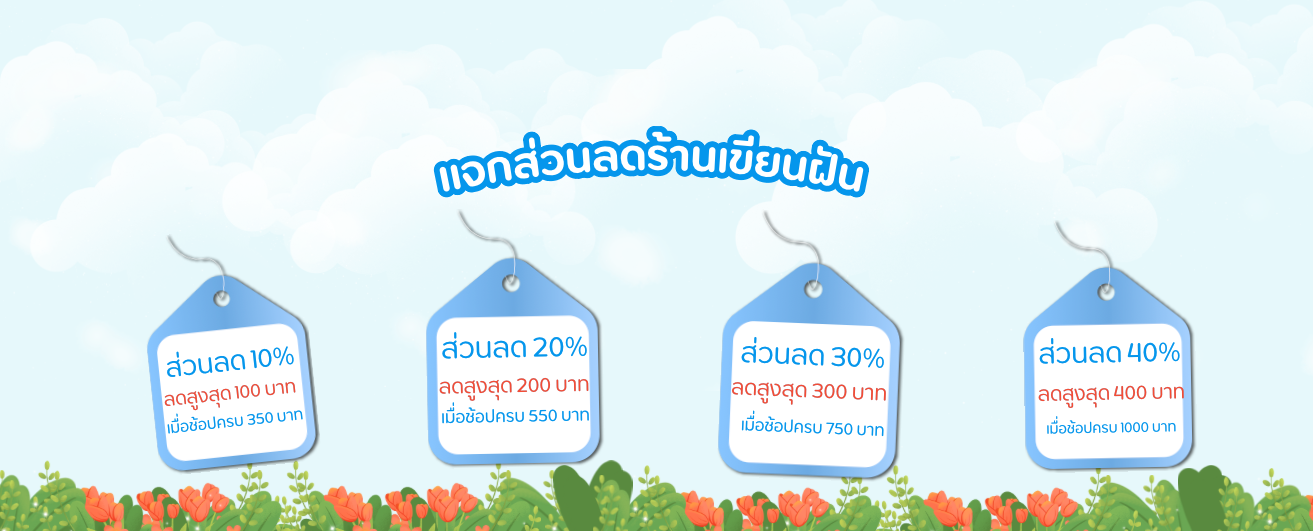 แจกส่วนลดร้านเขียนฝัน
ส่วนลด 10%
ลดสูงสุด 100 บาท
เมื่อช้อปครบ 350 บาท
ส่วนลด 20%
ลดสูงสุด 200 บาท
เมื่อช้อปครบ 550 บาท
ส่วนลด 30%
ลดสูงสุด 300 บาท
เมื่อช้อปครบ 750 บาท
ส่วนลด 40%
ลดสูงสุด 400 บาท
เมื่อช้อปครบ 1000 บาท